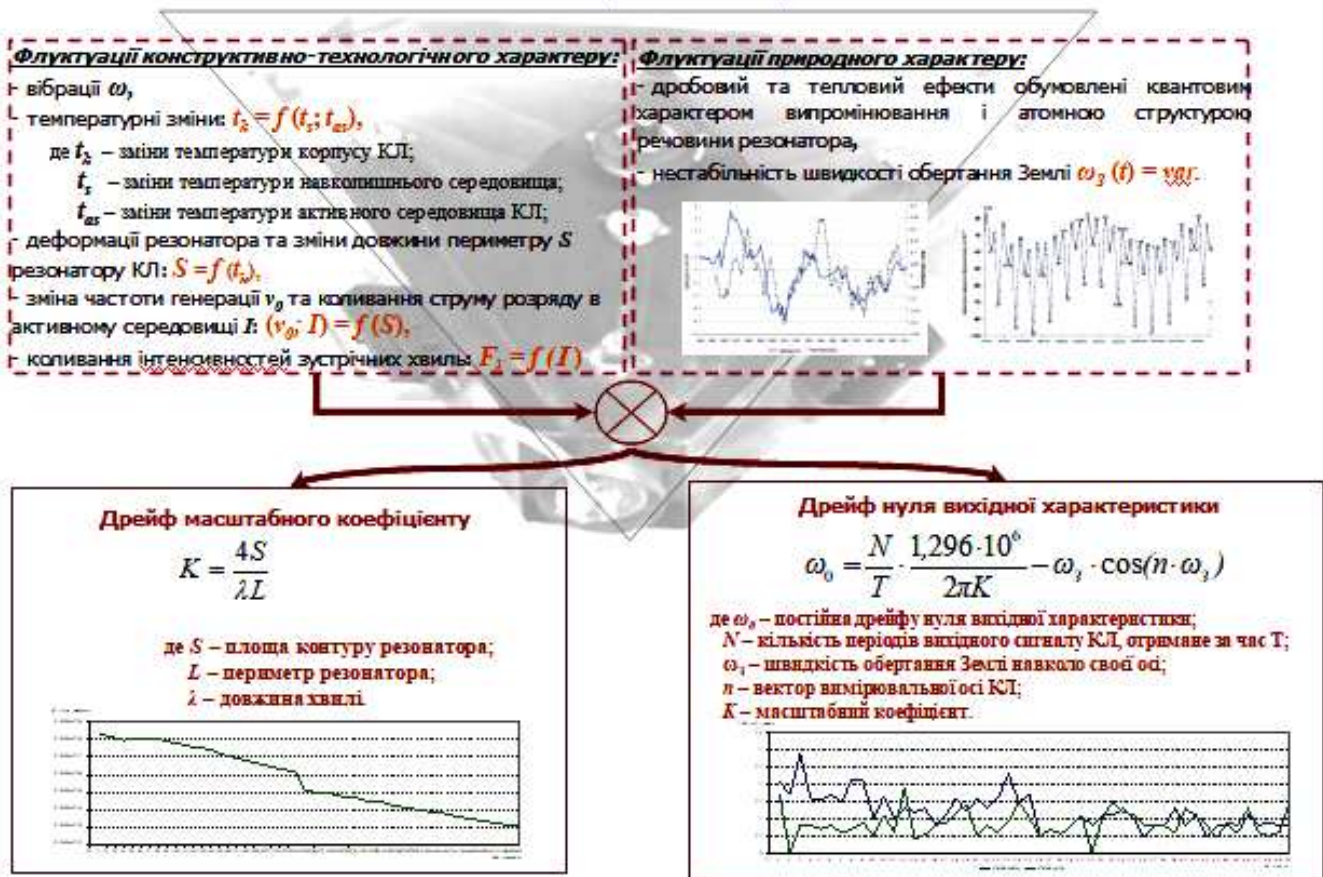 Флуктуації конструктивно-технологічного характеру:
- вібрації ω,
- температурні зміни: tₖ = f (tₛ; tₐₛ),
де tₖ – зміни температури корпусу КЛ;
tₛ – зміни температури навколишнього середовища;
tₐₛ – зміни температури активного середовища КЛ;
- деформації резонатора та зміни довжини периметру S
резонатору КЛ: S = f (tₖ),
- зміна частоти генерації ν₀ та коливання струму розряду в
активному середовищі I: (ν₀; I) = f (S),
- коливання інтенсивностей зустрічних хвиль: = f (I)
Флуктуації природного характеру:
- дробовий та тепловий ефекти обумовлені квантовим
характером випромінювання і атомною структурою
речовини резонатора,
- нестабільність швидкості обертання Землі ω₃ (t) = var.
Дрейф масштабного коефіцієнту
K = 4S / λL
де S – площа контуру резонатора;
L – периметр резонатора;
λ – довжина хвилі
Дрейф нуля вихідної характеристики
ω₀ = N/T · 1,296·10⁶ / 2πK – ω₃ · cos(n · ω₃)
де ω₀ – постійна дрейфу нуля вихідної характеристики;
N – кількість періодів вихідного сигналу КЛ, отримане за час T;
ω₃ – швидкість обертання Землі навколо своєї осі;
n – вектор вимірювальної осі КЛ;
K – масштабний коефіцієнт.